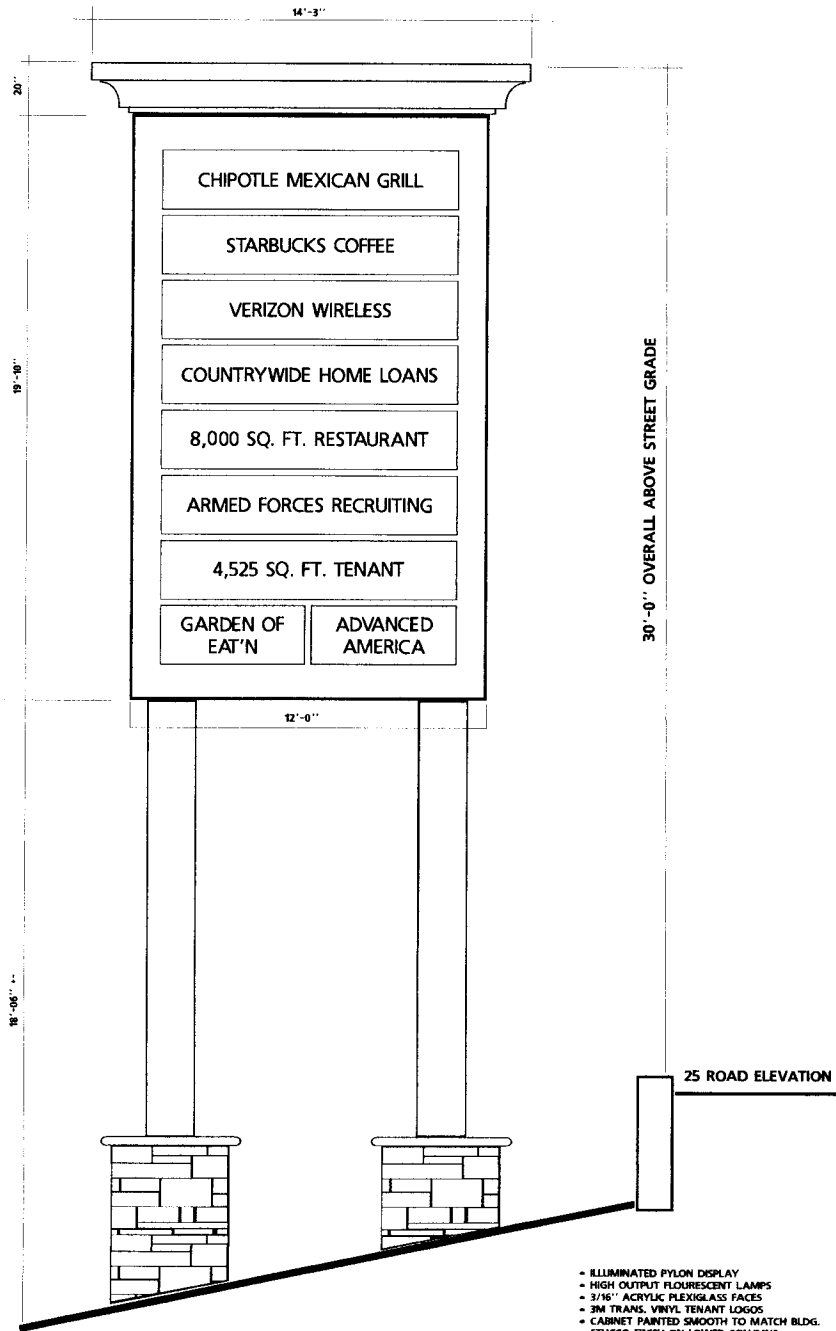 14'-3"
20"
CHIPOTLE MEXICAN GRILL
STARBUCKS COFFEE
VERIZON WIRELESS
19'-10"
COUNTRYWIDE HOME LOANS
8,000 SQ. FT. RESTAURANT
ARMED FORCES RECRUITING
4,525 SQ. FT. TENANT
GARDEN OF
EAT'N
ADVANCED
AMERICA
30'-0" OVERALL ABOVE STREET GRADE
12'-0"
18'-06" +-
25 ROAD ELEVATION
- ILLUMINATED PYLON DISPLAY
- HIGH OUTPUT FLOURESCENT LAMPS
- 3/16" ACRYLIC PLEXIGLASS FACES
- 3M TRANS. VINYL TENANT LOGOS
- CABINET PAINTED SMOOTH TO MATCH BLDG.